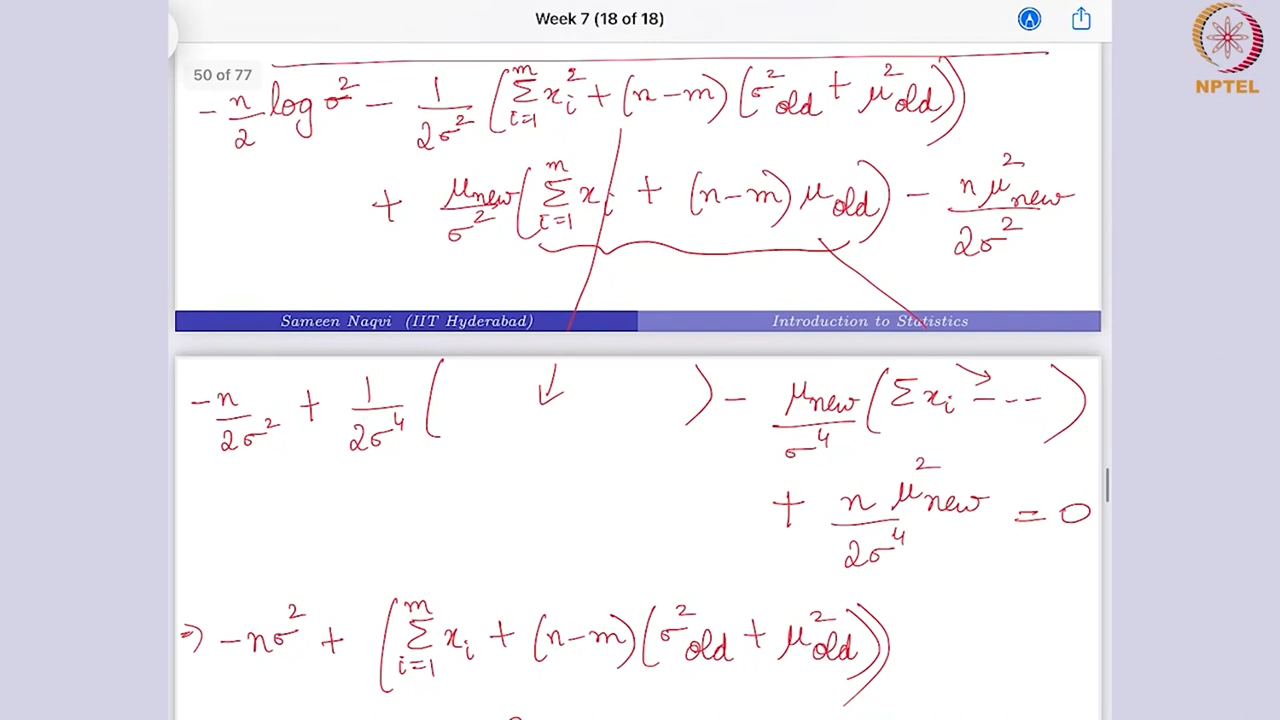 Week 7 (18 of 18)
NPTEL
50 of 77
- n/2 log σ² - 1/2σ² (Σ_{i=1}^{m} x_i² + (n-m)(σ²_old + μ²_old))
+ μ_new/σ² (Σ_{i=1}^{m} x_i + (n-m) μ_old) - nμ²_new/2σ²
Sameen Naqvi (IIT Hyderabad) Introduction to Statistics
-n/2σ² + 1/2σ⁴ ( ↓ ) - μ_new/σ⁴ (Σ x_i - - -)
+ n μ²_new/2σ⁴ = 0
⇒ -nσ² + (Σ_{i=1}^{m} x_i + (n-m)(σ²_old + μ²_old))